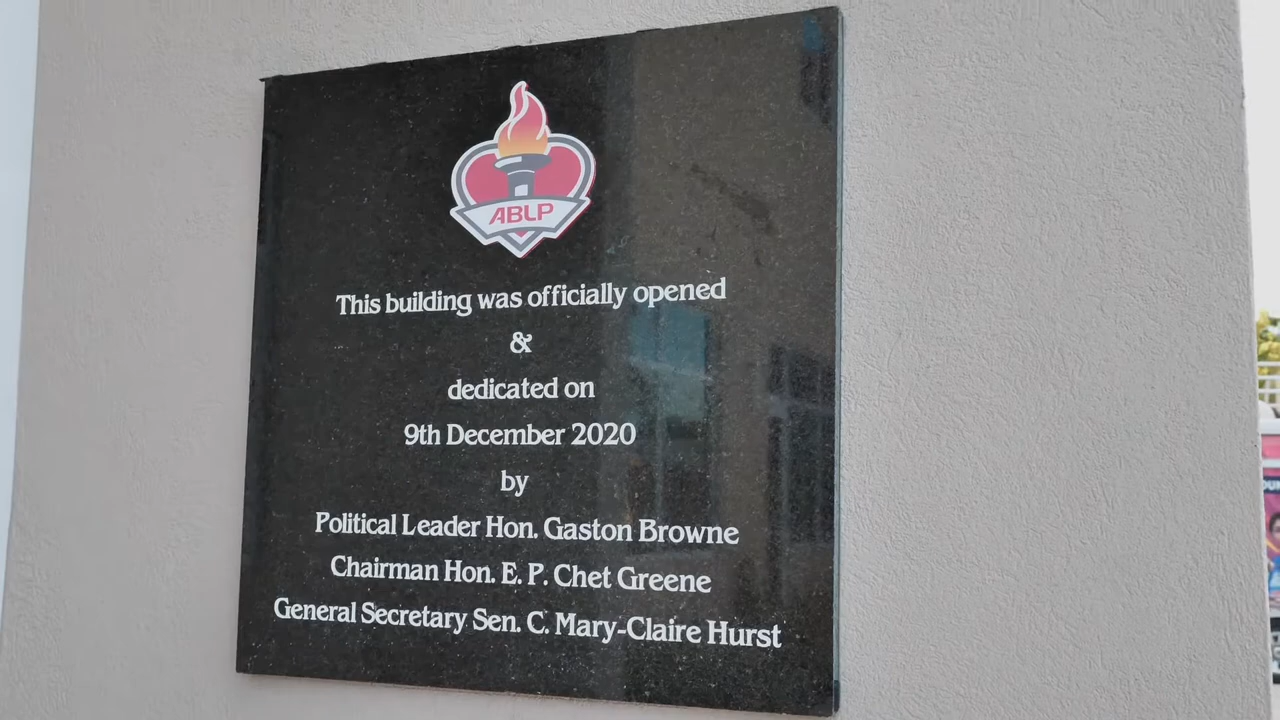 ABLP
This building was officially opened
&
dedicated on
9th December 2020
by
Political Leader Hon. Gaston Browne
Chairman Hon. E. P. Chet Greene
General Secretary Sen. C. Mary-Claire Hurst